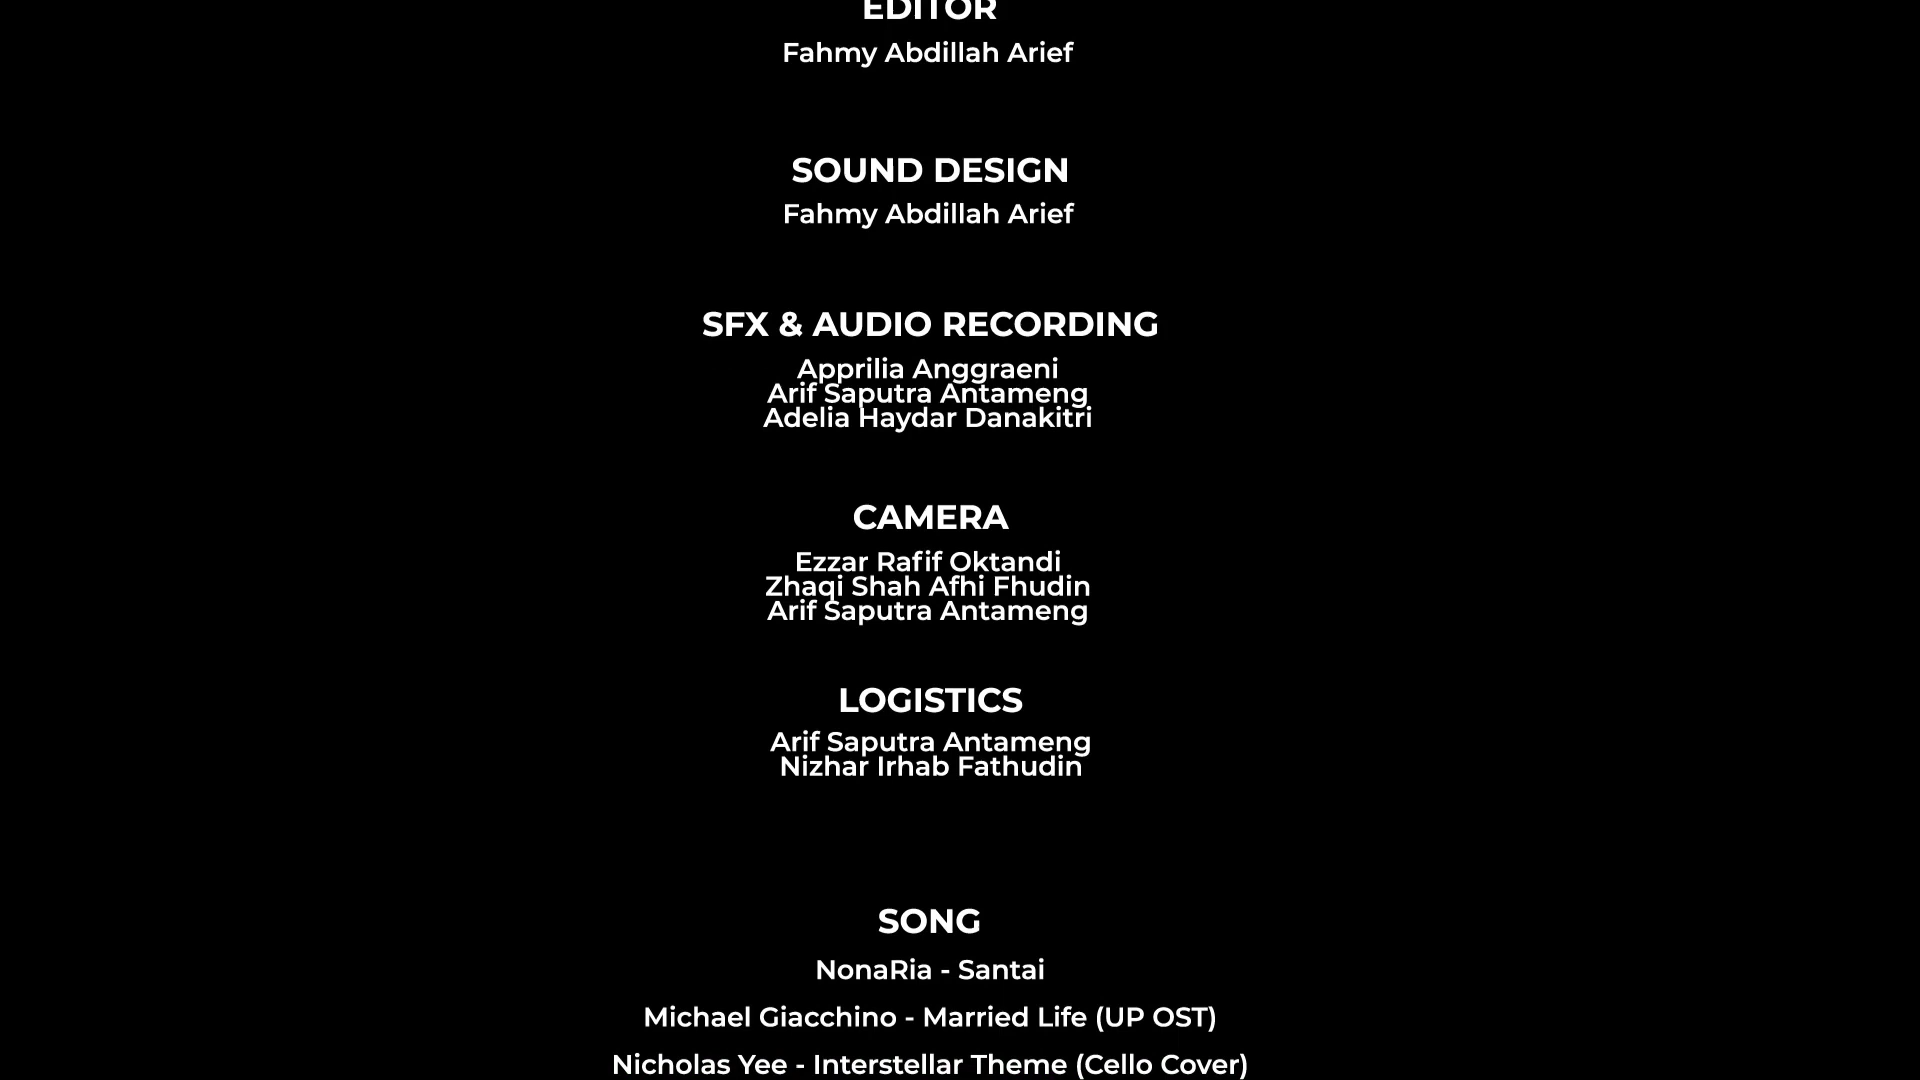 EDITOR
Fahmy Abdillah Arief
SOUND DESIGN
Fahmy Abdillah Arief
SFX & AUDIO RECORDING
Apprilia Anggraeni
Arif Saputra Antameng
Adelia Haydar Danakitri
CAMERA
Ezzar Rafif Oktandi
Zhaqi Shah Afhi Fhudin
Arif Saputra Antameng
LOGISTICS
Arif Saputra Antameng
Nizhar Irhab Fathudin
SONG
NonaRia - Santai
Michael Giacchino - Married Life (UP OST)
Nicholas Yee - Interstellar Theme (Cello Cover)